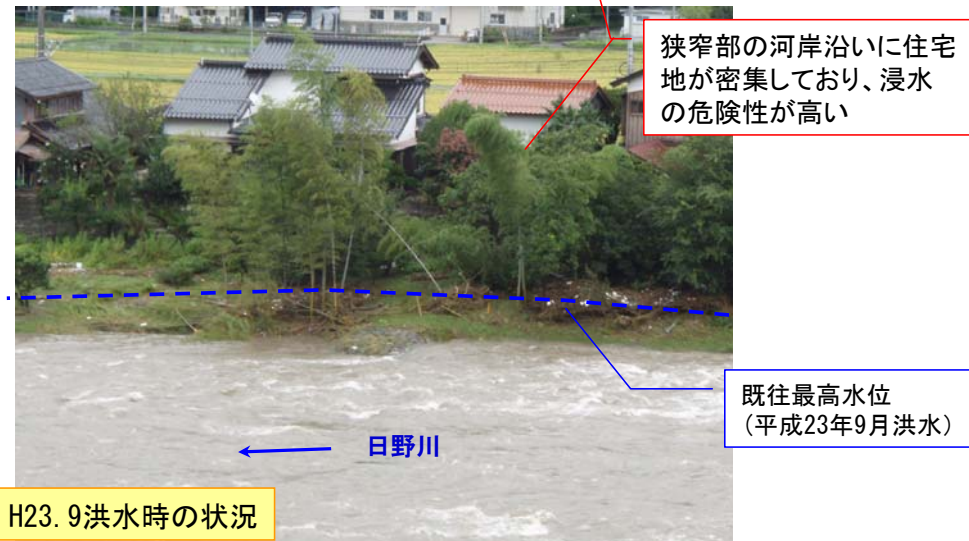 狭窄部の河岸沿いに住宅
地が密集しており、浸水
の危険性が高い
既往最高水位
（平成23年9月洪水）
日野川
H23.9洪水時の状況